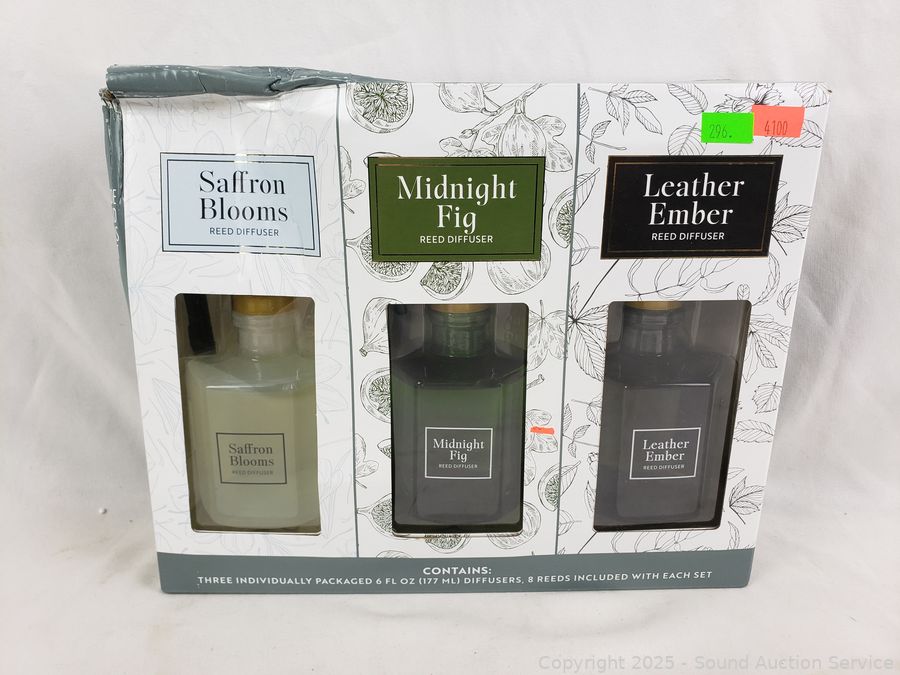 Saffron
Blooms
REED DIFFUSER
Midnight
Fig
REED DIFFUSER
Leather
Ember
REED DIFFUSER
296.
4100
Saffron
Blooms
REED DIFFUSER
Midnight
Fig
REED DIFFUSER
Leather
Ember
REED DIFFUSER
CONTAINS:
THREE INDIVIDUALLY PACKAGED 6 FL OZ (177 ML) DIFFUSERS, 8 REEDS INCLUDED WITH EACH SET
Copyright 2025 - Sound Auction Service